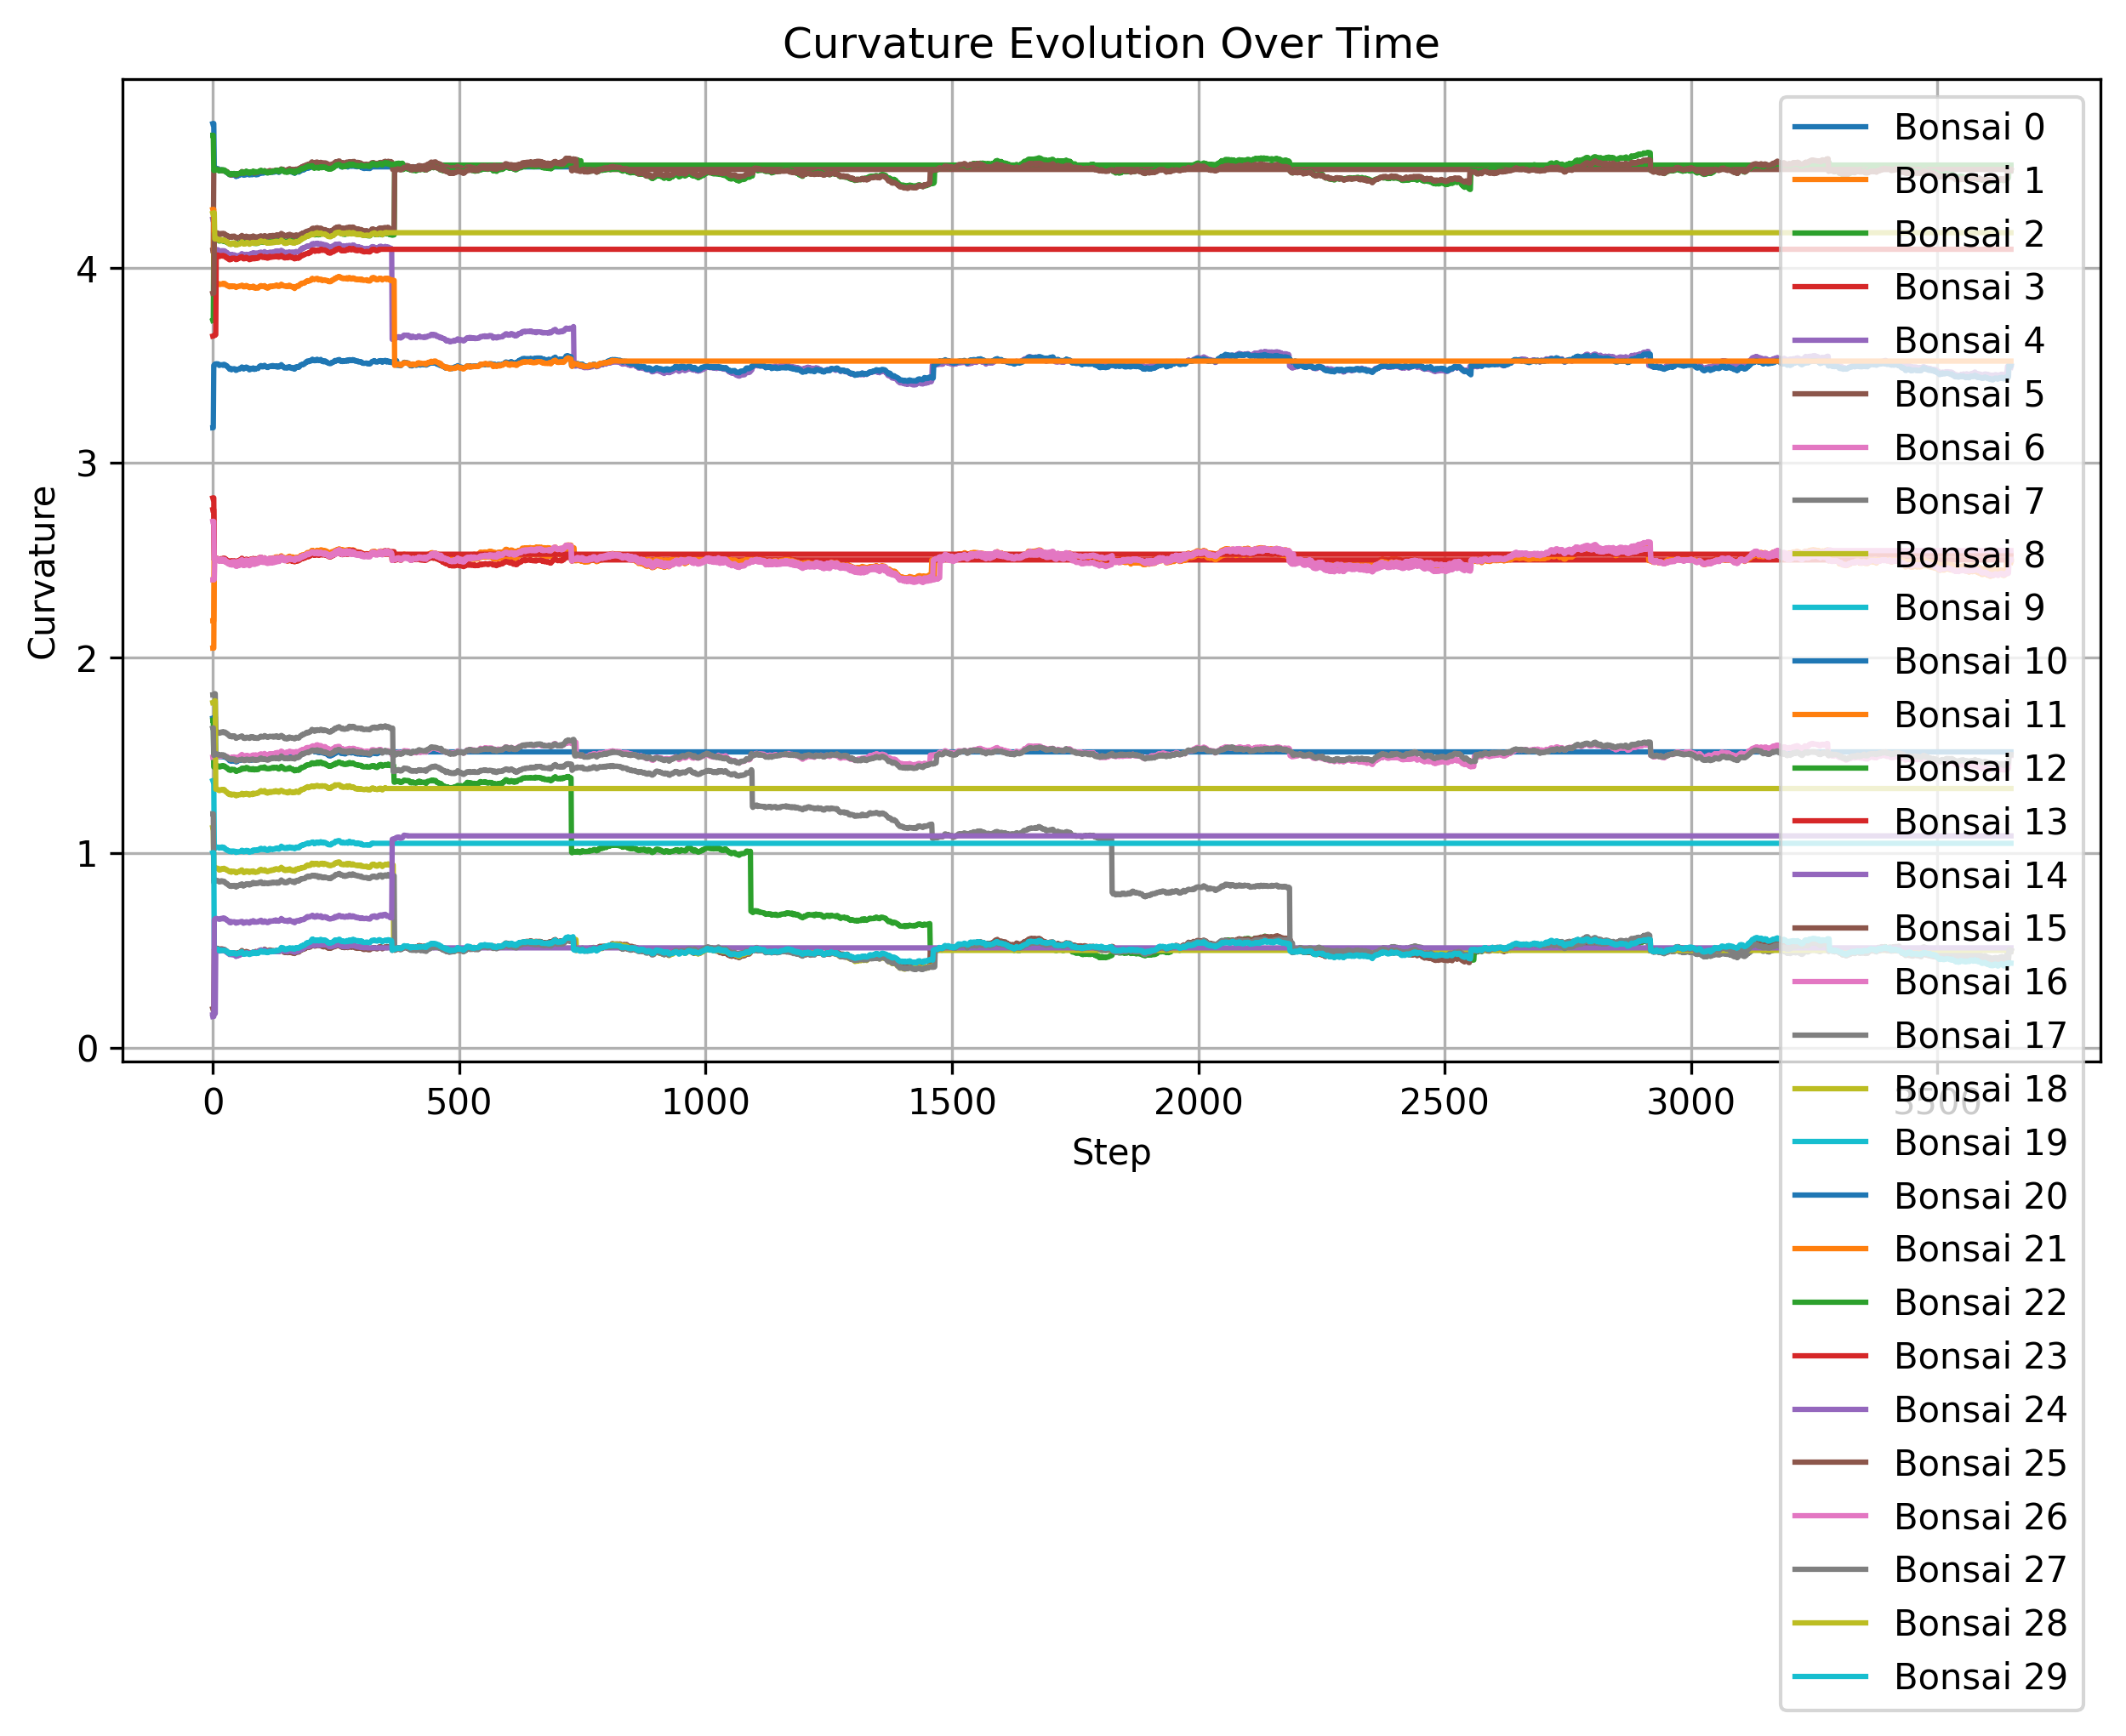 Curvature Evolution Over Time
Curvature
4
3
2
1
0
0
500
1000
1500
2000
2500
3000
3500
Step
Bonsai 0
Bonsai 1
Bonsai 2
Bonsai 3
Bonsai 4
Bonsai 5
Bonsai 6
Bonsai 7
Bonsai 8
Bonsai 9
Bonsai 10
Bonsai 11
Bonsai 12
Bonsai 13
Bonsai 14
Bonsai 15
Bonsai 16
Bonsai 17
Bonsai 18
Bonsai 19
Bonsai 20
Bonsai 21
Bonsai 22
Bonsai 23
Bonsai 24
Bonsai 25
Bonsai 26
Bonsai 27
Bonsai 28
Bonsai 29